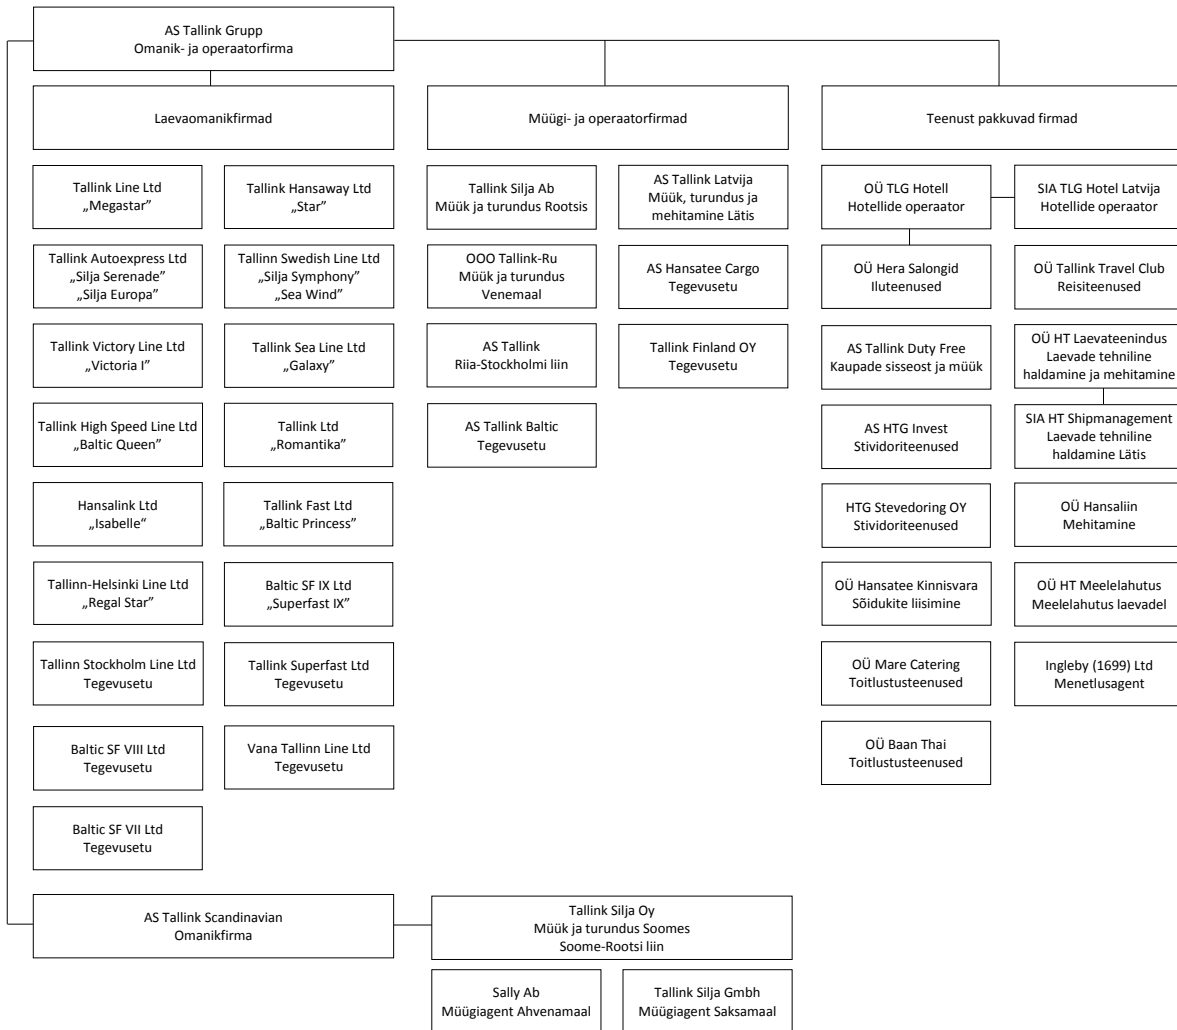 AS Tallink Grupp
Omanik- ja operaatorfirma
Laevaomanikfirmad
Müügi- ja operaatorfirmad
Teenust pakkuvad firmad
Tallink Line Ltd
„Megastar”
Tallink Hansaway Ltd
„Star”
Tallink Autoexpress Ltd
„Silja Serenade”
„Silja Europa”
Tallinn Swedish Line Ltd
„Silja Symphony”
„Sea Wind”
Tallink Victory Line Ltd
„Victoria I”
Tallink Sea Line Ltd
„Galaxy”
Tallink High Speed Line Ltd
„Baltic Queen”
Tallink Ltd
„Romantika”
Hansalink Ltd
„Isabelle“
Tallink Fast Ltd
„Baltic Princess”
Tallinn-Helsinki Line Ltd
„Regal Star”
Baltic SF IX Ltd
„Superfast IX”
Tallinn Stockholm Line Ltd
Tegevusetu
Tallink Superfast Ltd
Tegevusetu
Baltic SF VIII Ltd
Tegevusetu
Vana Tallinn Line Ltd
Tegevusetu
Baltic SF VII Ltd
Tegevusetu
Tallink Silja Ab
Müük ja turundus Rootsis
AS Tallink Latvija
Müük, turundus ja
mehitamine Lätis
OOO Tallink-Ru
Müük ja turundus
Venemaal
AS Hansatee Cargo
Tegevusetu
AS Tallink
Riia-Stockholmi liin
Tallink Finland OY
Tegevusetu
AS Tallink Baltic
Tegevusetu
OÜ TLG Hotell
Hotellide operaator
SIA TLG Hotel Latvija
Hotellide operaator
OÜ Hera Salongid
Iluteenused
OÜ Tallink Travel Club
Reisiteenused
AS Tallink Duty Free
Kaupade sisseost ja müük
OÜ HT Laevateenindus
Laevade tehniline
haldamine ja mehitamine
AS HTG Invest
Stividoriteenused
SIA HT Shipmanagement
Laevade tehniline
haldamine Lätis
HTG Stevedoring OY
Stividoriteenused
OÜ Hansaliin
Mehitamine
OÜ Hansatee Kinnisvara
Sõidukite liisimine
OÜ HT Meelelahutus
Meelelahutus laevadel
OÜ Mare Catering
Toitlustusteenused
Ingleby (1699) Ltd
Menetlusagent
OÜ Baan Thai
Toitlustusteenused
AS Tallink Scandinavian
Omanikfirma
Tallink Silja Oy
Müük ja turundus Soomes
Soome-Rootsi liin
Sally Ab
Müügiagent Ahvenamaal
Tallink Silja Gmbh
Müügiagent Saksamaal